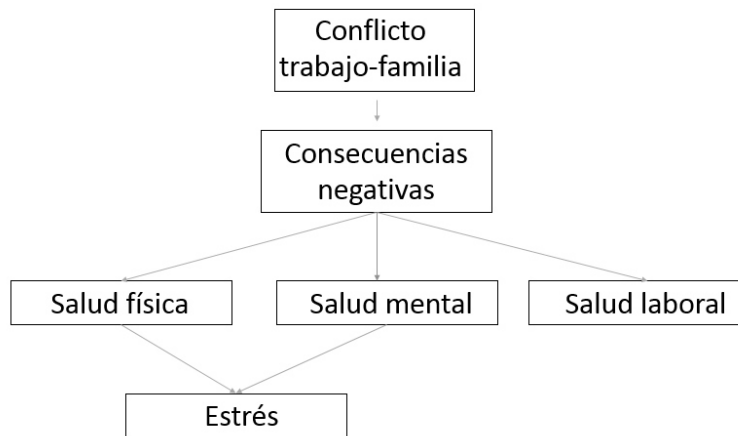 Conflicto
trabajo-familia
Consecuencias
negativas
Salud física
Salud mental
Salud laboral
Estrés